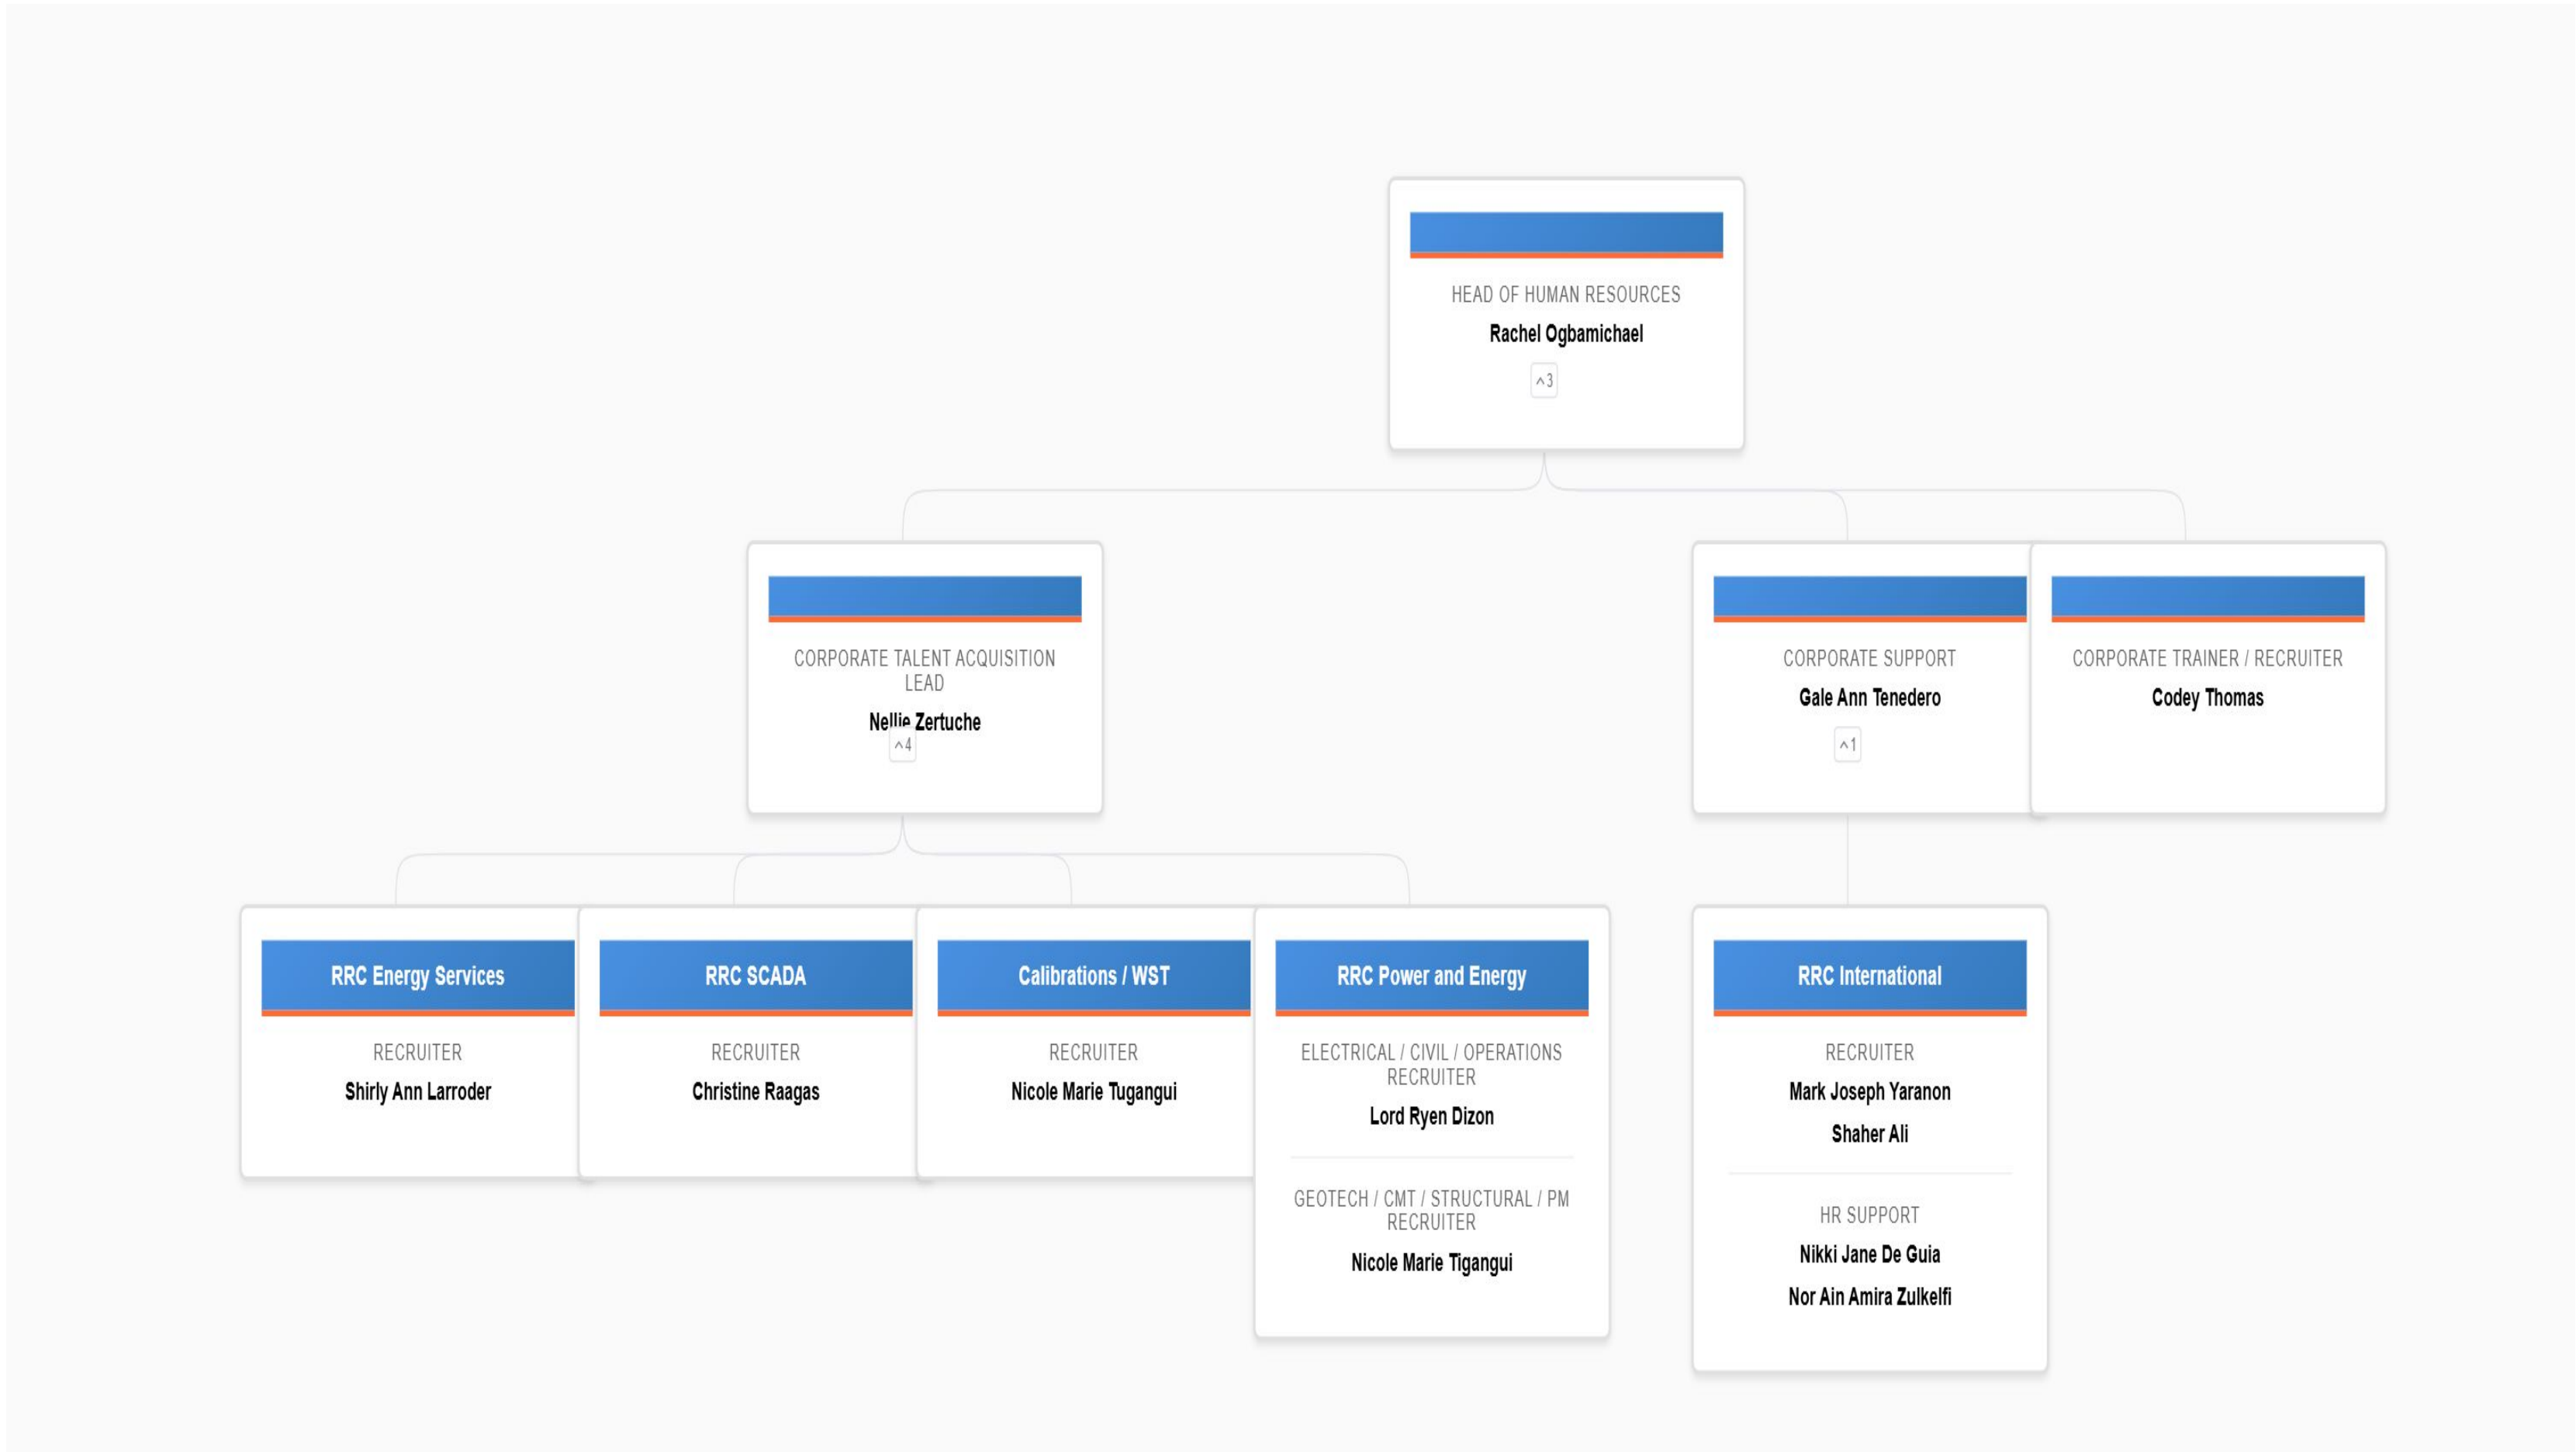 HEAD OF HUMAN RESOURCES
Rachel Ogbamichael
^3
CORPORATE TALENT ACQUISITION
LEAD
Nellie Zertuche
^4
CORPORATE SUPPORT
Gale Ann Tenedero
^1
CORPORATE TRAINER / RECRUITER
Codey Thomas
RRC Energy Services
RECRUITER
Shirly Ann Larroder
RRC SCADA
RECRUITER
Christine Raagas
Calibrations / WST
RECRUITER
Nicole Marie Tugangui
RRC Power and Energy
ELECTRICAL / CIVIL / OPERATIONS
RECRUITER
Lord Ryen Dizon
GEOTECH / CMT / STRUCTURAL / PM
RECRUITER
Nicole Marie Tigangui
RRC International
RECRUITER
Mark Joseph Yaranon
Shaher Ali
HR SUPPORT
Nikki Jane De Guia
Nor Ain Amira Zulkelfi